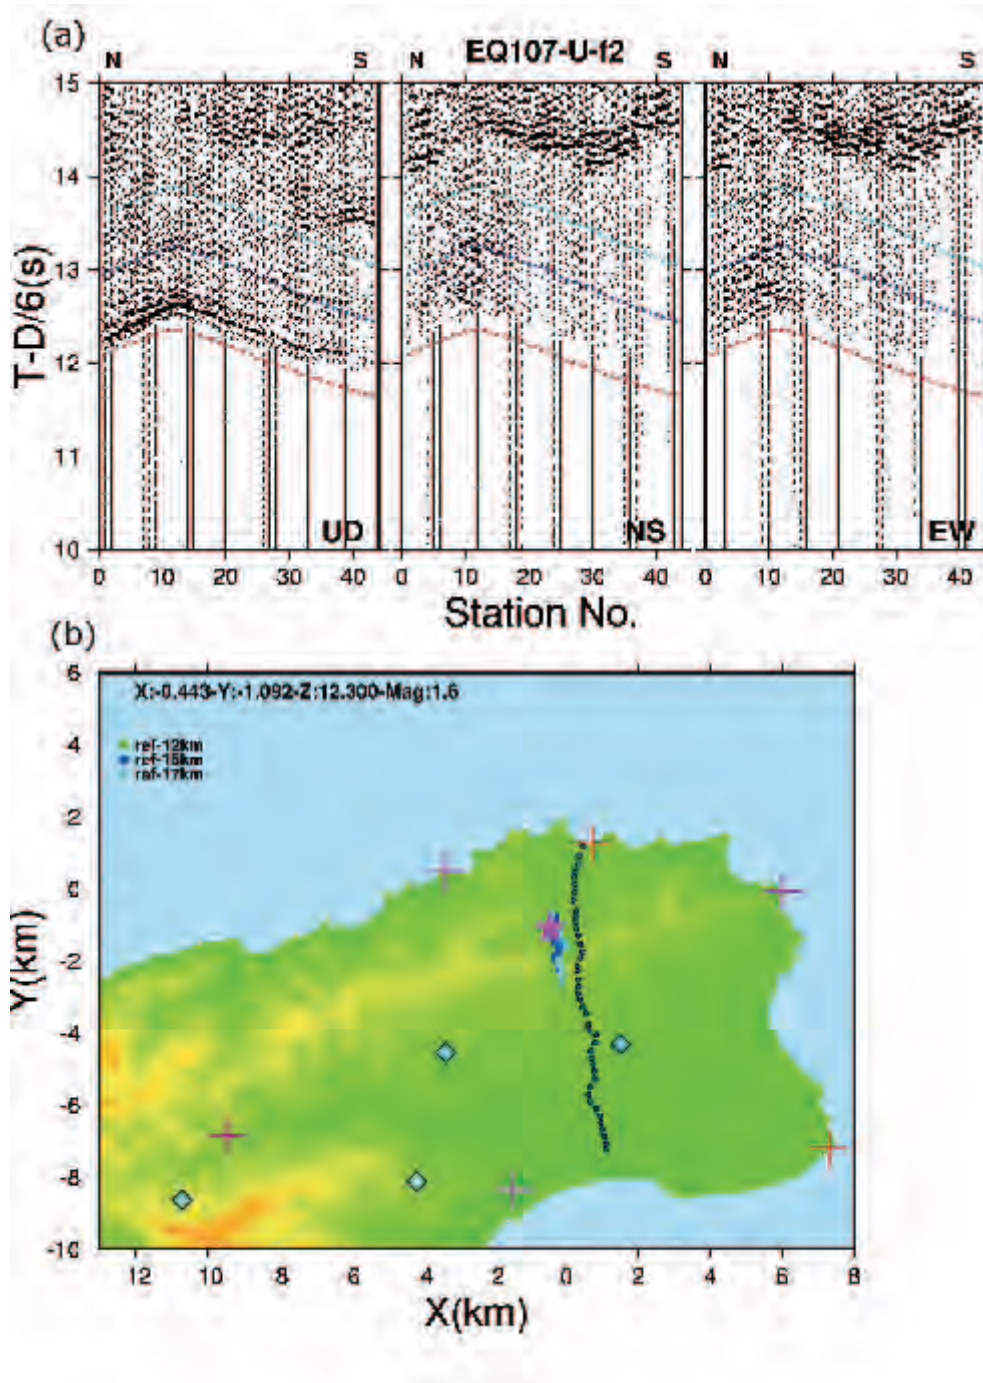 (a)
N S N EQ107-U-f2 S N S
15
14
13
12
11
10
T-D/6(s)
UD NS EW
0 10 20 30 40 0 10 20 30 40 0 10 20 30 40
Station No.
(b)
X:-0.443-Y:-1.092-Z:12.300-Mag:1.6
ref-12km
ref-15km
ref-17km
6
4
2
0
-2
-4
-6
-8
-10
Y(km)
12 10 8 6 4 2 0 2 4 6 8
X(km)